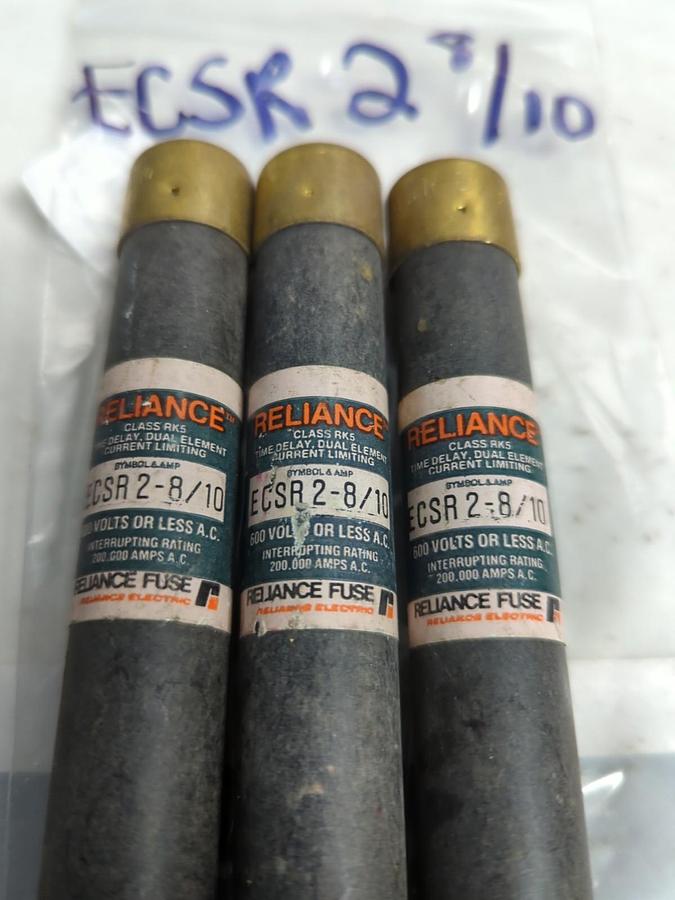 ECSR 2 8/10
RELIANCE™
CLASS RK5
TIME DELAY, DUAL ELEMENT
CURRENT LIMITING
SYMBOL & AMP
ECSR 2-8/10
600 VOLTS OR LESS A.C.
INTERRUPTING RATING
200,000 AMPS A.C.
RELIANCE FUSE
RELIANCE ELECTRIC
RELIANCE
CLASS RK5
TIME DELAY, DUAL ELEMENT
CURRENT LIMITING
SYMBOL & AMP
ECSR 2-8/10
600 VOLTS OR LESS A.C.
INTERRUPTING RATING
200,000 AMPS A.C.
RELIANCE FUSE
RELIANCE ELECTRIC
RELIANCE
CLASS RK5
TIME DELAY, DUAL ELEMENT
CURRENT LIMITING
SYMBOL & AMP
ECSR 2-8/10
600 VOLTS OR LESS A.C.
INTERRUPTING RATING
200,000 AMPS A.C.
RELIANCE FUSE
RELIANCE ELECTRIC